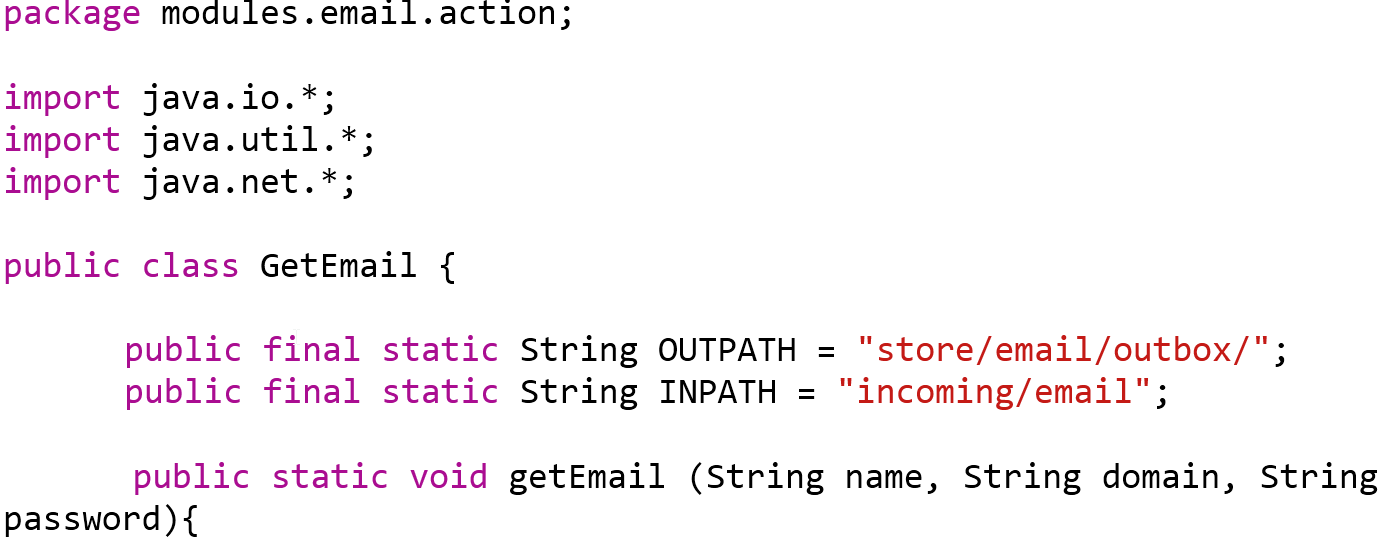 package modules.email.action;
import java.io.*;
import java.util.*;
import java.net.*;
public class GetEmail {
public final static String OUTPATH = "store/email/outbox/";
public final static String INPATH = "incoming/email";
public static void getEmail (String name, String domain, String
password){